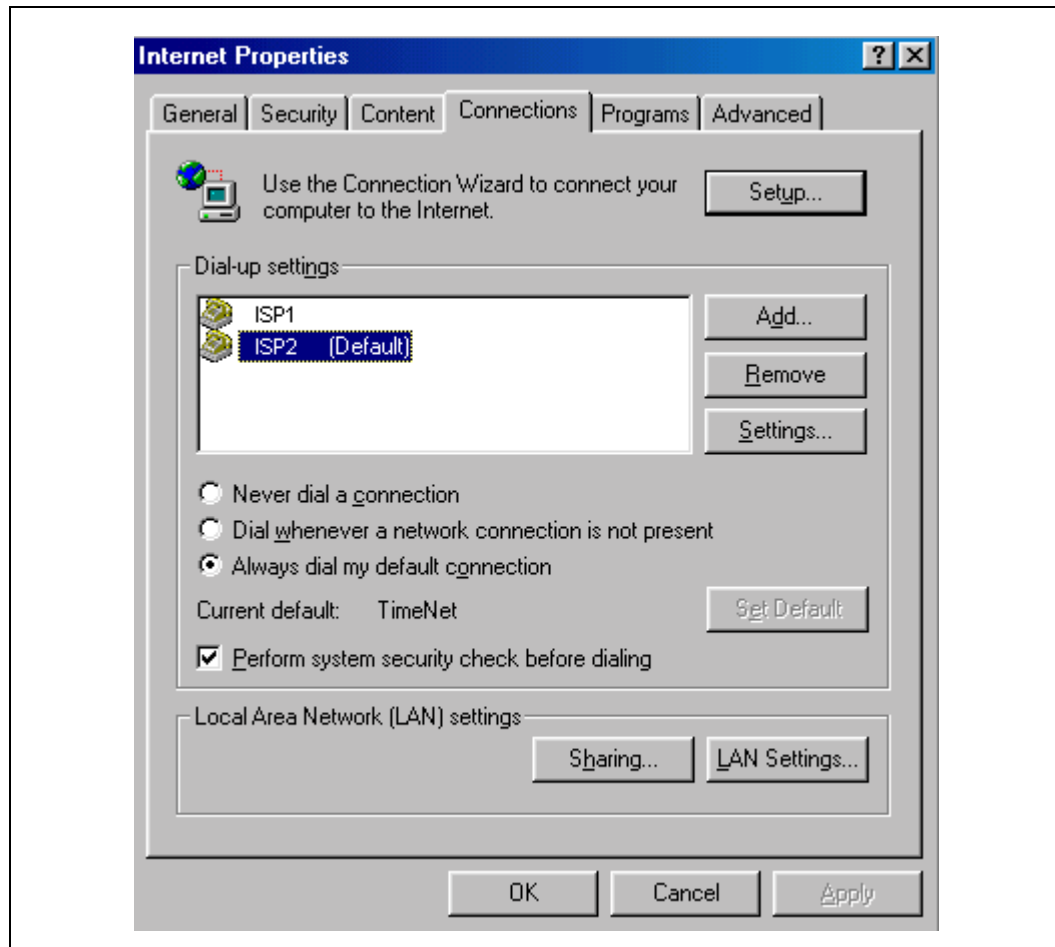 Internet Properties
General Security Content Connections Programs Advanced
Use the Connection Wizard to connect your
computer to the Internet.
Setup...
Dial-up settings
ISP1
ISP2 (Default)
Add...
Remove
Settings...
Never dial a connection
Dial whenever a network connection is not present
Always dial my default connection
Current default: TimeNet
Set Default
Perform system security check before dialing
Local Area Network (LAN) settings
Sharing... LAN Settings...
OK Cancel Apply